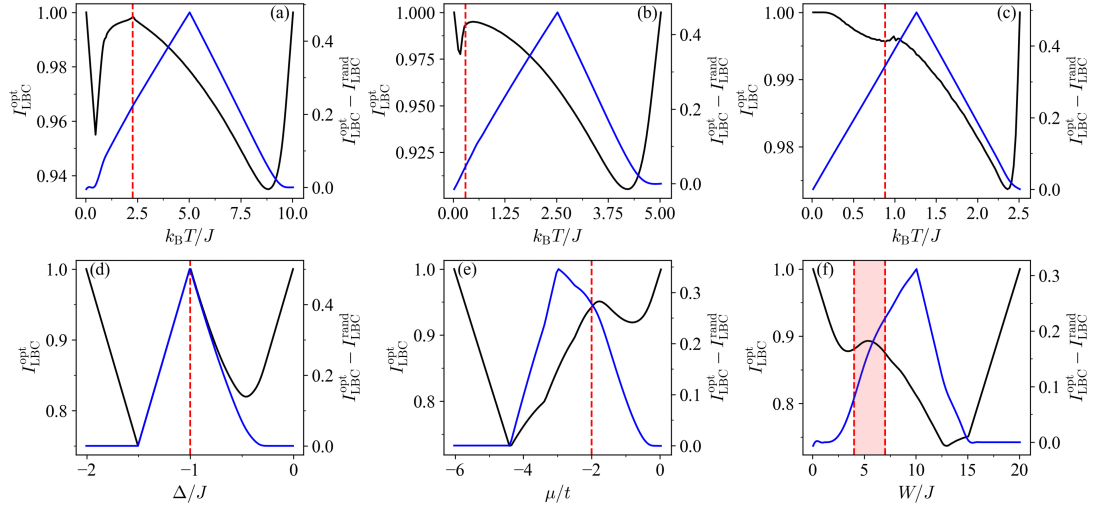 (a)
1.00
0.98
0.96
0.94
I_LBC^opt
0.4
0.2
0.0
I_LBC^opt − I_LBC^rand
0.0 2.5 5.0 7.5 10.0
k_BT/J
(b)
1.000
0.975
0.950
0.925
I_LBC^opt
0.4
0.2
0.0
I_LBC^opt − I_LBC^rand
0.00 1.25 2.50 3.75 5.00
k_BT/J
(c)
1.00
0.99
0.98
I_LBC^opt
0.4
0.2
0.0
I_LBC^opt − I_LBC^rand
0.0 0.5 1.0 1.5 2.0 2.5
k_BT/J
(d)
1.0
0.9
0.8
I_LBC^opt
0.4
0.2
0.0
I_LBC^opt − I_LBC^rand
−2 −1 0
Δ/J
(e)
1.0
0.9
0.8
I_LBC^opt
0.3
0.2
0.1
0.0
I_LBC^opt − I_LBC^rand
−6 −4 −2 0
μ/t
(f)
1.0
0.9
0.8
I_LBC^opt
0.3
0.2
0.1
0.0
I_LBC^opt − I_LBC^rand
0 5 10 15 20
W/J